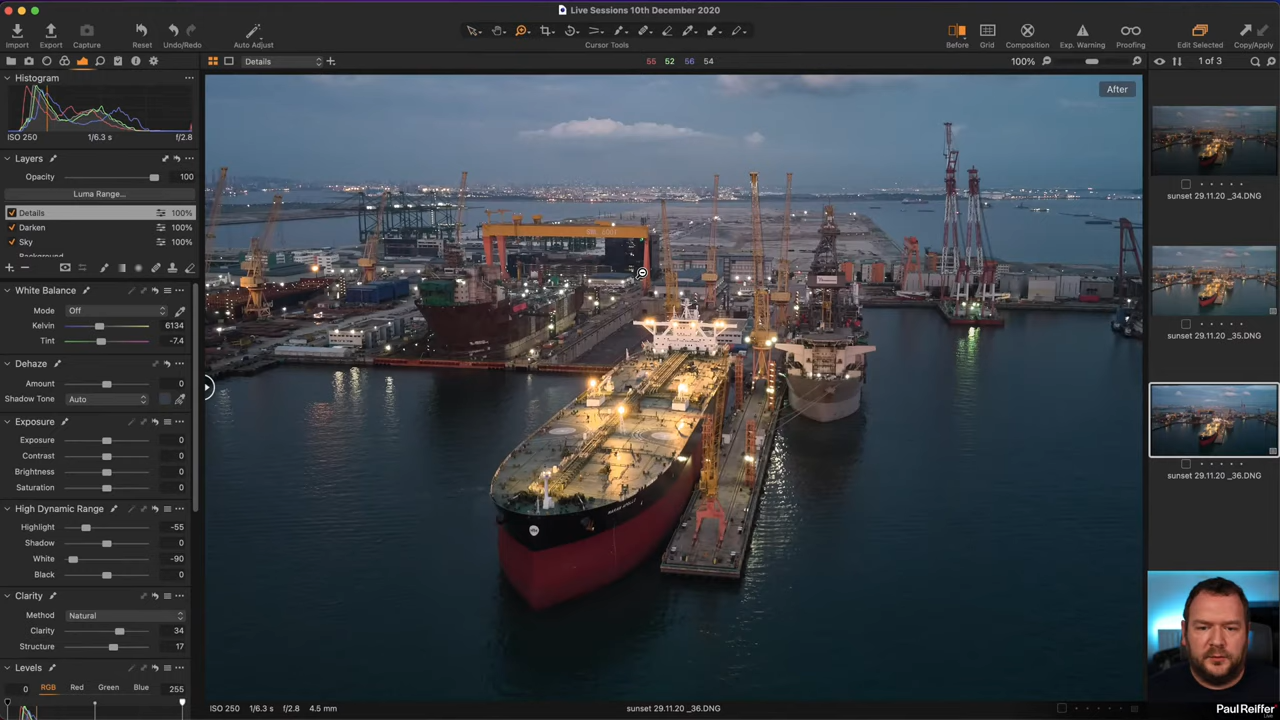 Live Sessions 10th December 2020
Import
Export
Capture
Reset
Undo/Redo
Auto Adjust
Cursor Tools
Before
Grid
Composition
Exp. Warning
Proofing
Edit Selected
Copy/Apply
Details
55 52 56 54
100%
1 of 3
Histogram
ISO 250 1/6.3 s f/2.8
Layers
Opacity 100
Luma Range...
Details 100%
Darken 100%
Sky 100%
Background
White Balance
Mode Off
Kelvin 6134
Tint -7.4
Dehaze
Amount 0
Shadow Tone Auto
Exposure
Exposure 0
Contrast 0
Brightness 0
Saturation 0
High Dynamic Range
Highlight -55
Shadow 0
White -90
Black 0
Clarity
Method Natural
Clarity 34
Structure 17
Levels
0 RGB Red Green Blue 255
After
sunset 29.11.20 _34.DNG
sunset 29.11.20 _35.DNG
sunset 29.11.20 _36.DNG
ISO 250 1/6.3 s f/2.8 4.5 mm
sunset 29.11.20 _36.DNG
Paul Reiffer
Live